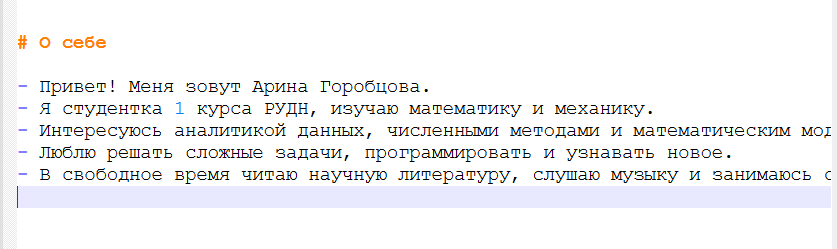 # О себе
- Привет! Меня зовут Арина Горобцова.
- Я студентка 1 курса РУДН, изучаю математику и механику.
- Интересуюсь аналитикой данных, численными методами и математическим
- Люблю решать сложные задачи, программировать и узнавать новое.
- В свободное время читаю научную литературу, слушаю музыку и занимаюсь